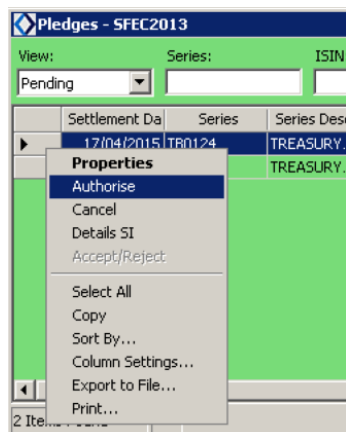 Pledges - SFEC2013
View: Series: ISIN
Pending
Settlement Da Series Series Desc
17/04/2015 TB0124 TREASURY.
TREASURY.
Properties
Authorise
Cancel
Details SI
Accept/Reject
Select All
Copy
Sort By...
Column Settings...
Export to File...
Print...
2 Items